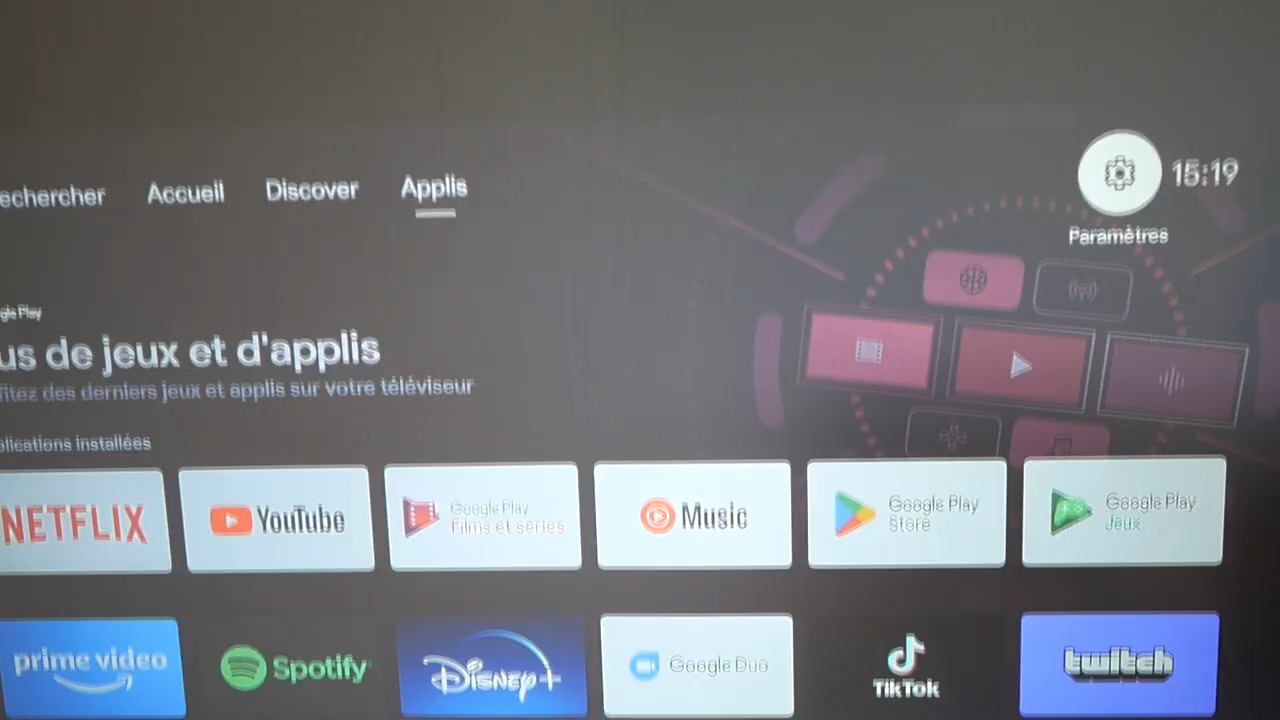 echercher Accueil Discover Applis 15:19
Paramètres
gle Play
us de jeux et d'applis
fitez des derniers jeux et applis sur votre téléviseur
plications installées
NETFLIX YouTube Google Play Films et séries Music Google Play Store Google Play Jeux
prime video Spotify Disney+ Google Duo TikTok twitch